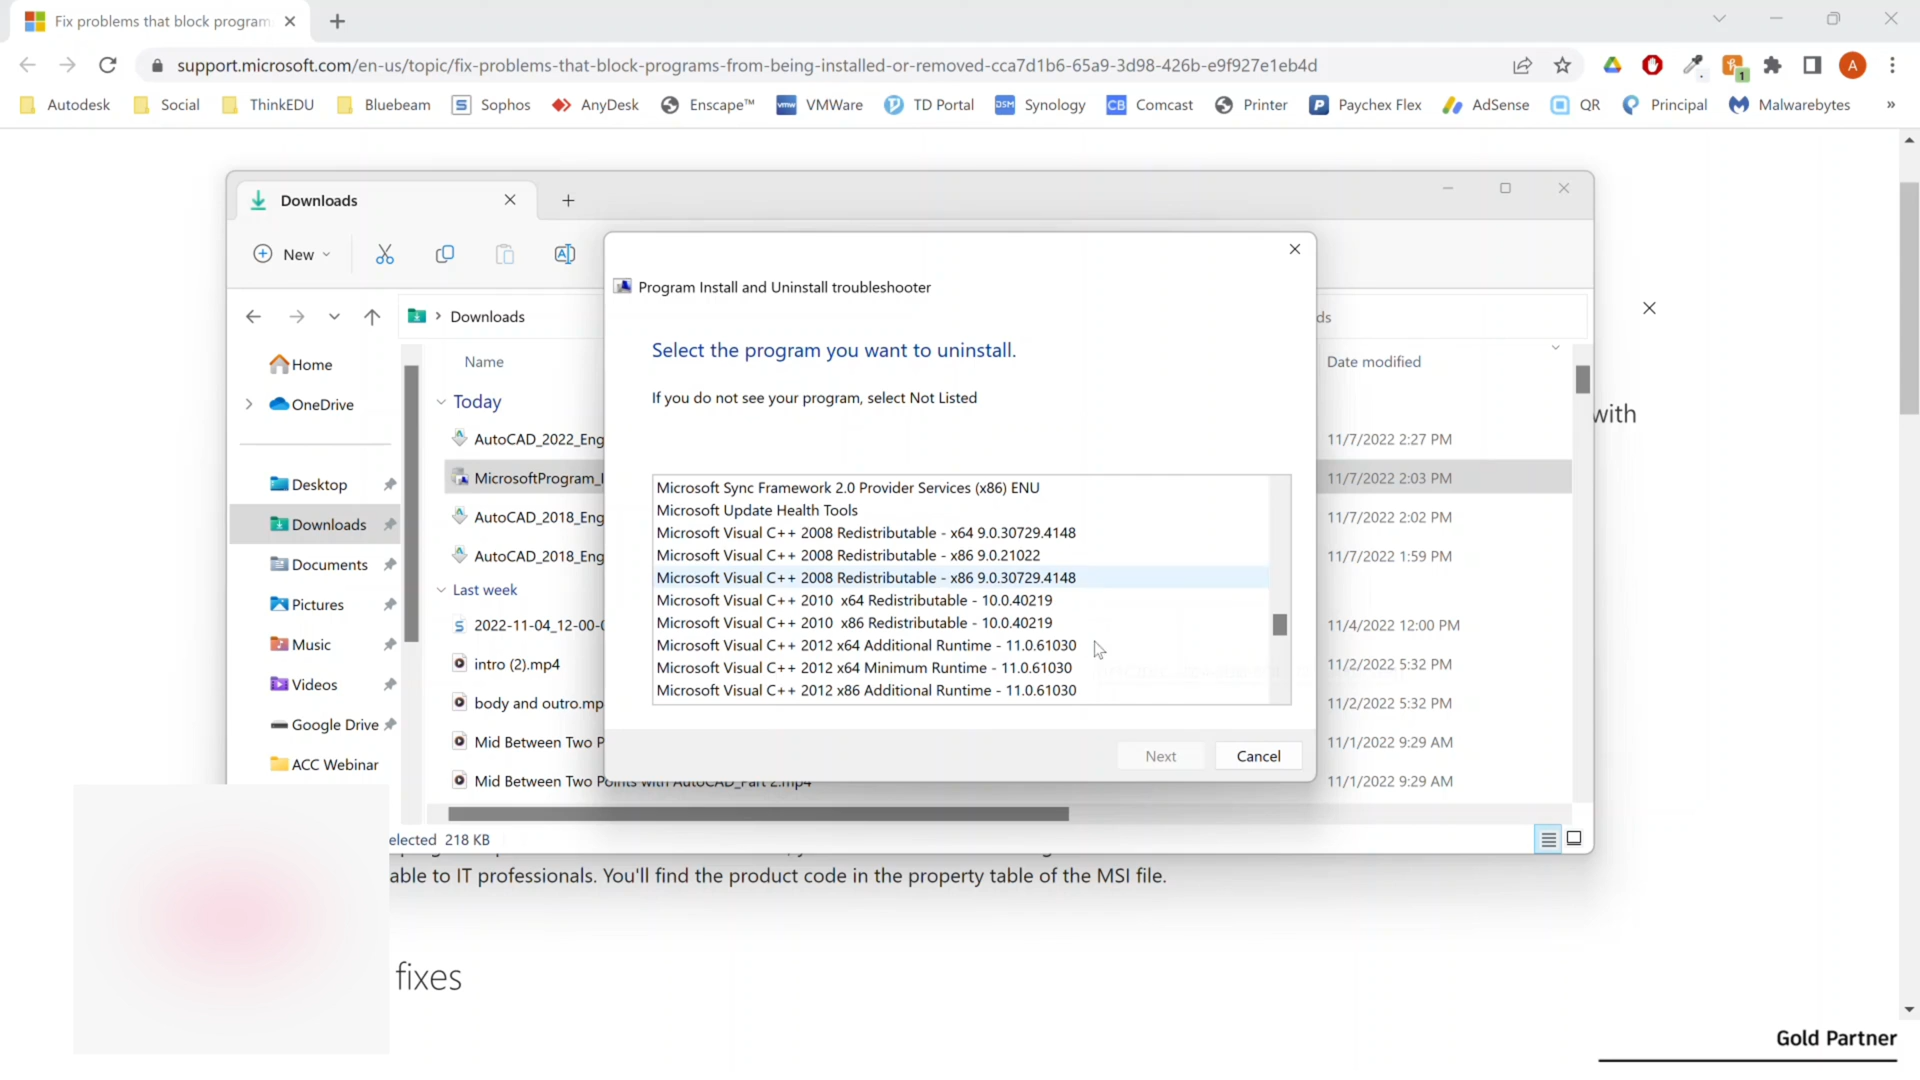 Fix problems that block program
support.microsoft.com/en-us/topic/fix-problems-that-block-programs-from-being-installed-or-removed-cca7d1b6-65a9-3d98-426b-e9f927e1eb4d
1
A
Autodesk
Social
ThinkEDU
Bluebeam
S
Sophos
AnyDesk
Enscape™
vmw
VMWare
TD Portal
DSM
Synology
CB
Comcast
Printer
P
Paychex Flex
AdSense
QR
Principal
Malwarebytes
»
Downloads
New
Program Install and Uninstall troubleshooter
Downloads
ds
Select the program you want to uninstall.
If you do not see your program, select Not Listed
Home
OneDrive
Desktop
Downloads
Documents
Pictures
Music
Videos
Google Drive
ACC Webinar
Name
Date modified
Today
AutoCAD_2022_Eng
11/7/2022 2:27 PM
MicrosoftProgram_I
11/7/2022 2:03 PM
AutoCAD_2018_Eng
11/7/2022 2:02 PM
AutoCAD_2018_Eng
11/7/2022 1:59 PM
Last week
2022-11-04_12-00-0
11/4/2022 12:00 PM
intro (2).mp4
11/2/2022 5:32 PM
body and outro.mp
11/2/2022 5:32 PM
Mid Between Two P
11/1/2022 9:29 AM
Mid Between Two Points with AutoCAD_Part 2.mp4
11/1/2022 9:29 AM
Microsoft Sync Framework 2.0 Provider Services (x86) ENU
Microsoft Update Health Tools
Microsoft Visual C++ 2008 Redistributable - x64 9.0.30729.4148
Microsoft Visual C++ 2008 Redistributable - x86 9.0.21022
Microsoft Visual C++ 2008 Redistributable - x86 9.0.30729.4148
Microsoft Visual C++ 2010  x64 Redistributable - 10.0.40219
Microsoft Visual C++ 2010  x86 Redistributable - 10.0.40219
Microsoft Visual C++ 2012 x64 Additional Runtime - 11.0.61030
Microsoft Visual C++ 2012 x64 Minimum Runtime - 11.0.61030
Microsoft Visual C++ 2012 x86 Additional Runtime - 11.0.61030
Next
Cancel
elected 218 KB
with
able to IT professionals. You'll find the product code in the property table of the MSI file.
fixes
Gold Partner